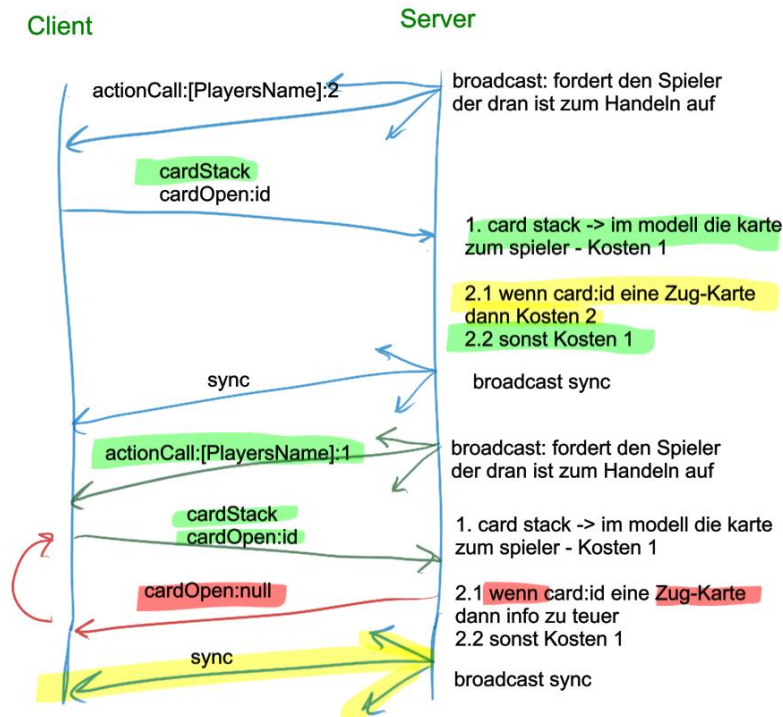 Client
Server
actionCall:[PlayersName]:2
broadcast: fordert den Spieler
der dran ist zum Handeln auf
cardStack
cardOpen:id
1. card stack -> im modell die karte
zum spieler - Kosten 1
2.1 wenn card:id eine Zug-Karte
dann Kosten 2
2.2 sonst Kosten 1
sync
broadcast sync
actionCall:[PlayersName]:1
broadcast: fordert den Spieler
der dran ist zum Handeln auf
cardStack
cardOpen:id
1. card stack -> im modell die karte
zum spieler - Kosten 1
cardOpen:null
2.1 wenn card:id eine Zug-Karte
dann info zu teuer
2.2 sonst Kosten 1
sync
broadcast sync